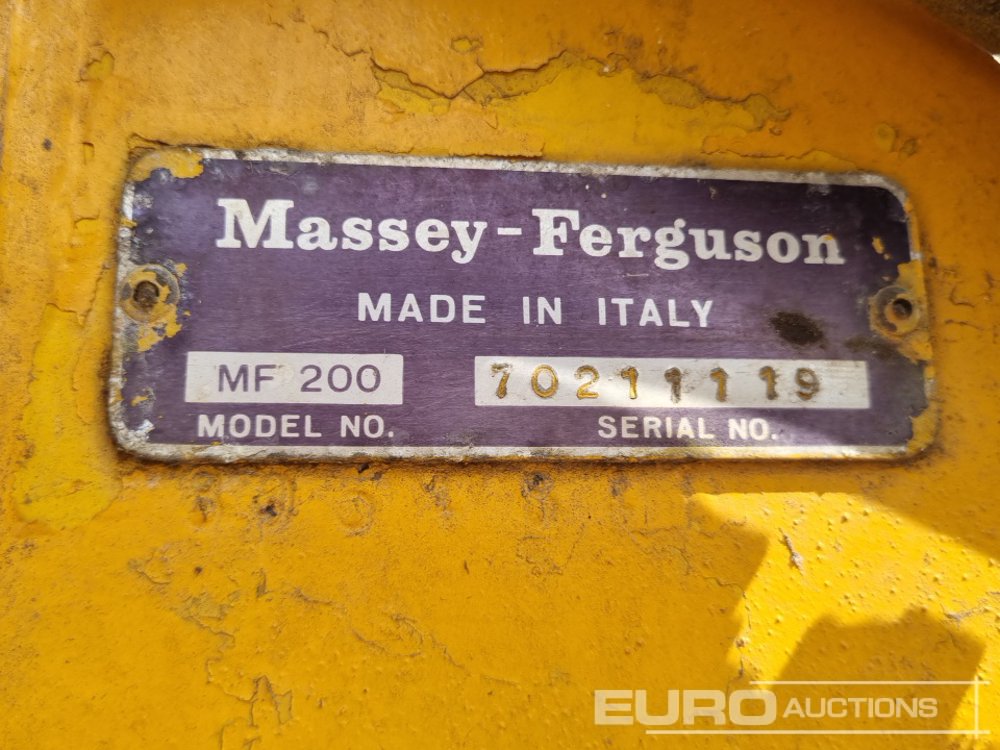 Massey-Ferguson
MADE IN ITALY
MF 200 70211119
MODEL NO. SERIAL NO.
EURO AUCTIONS